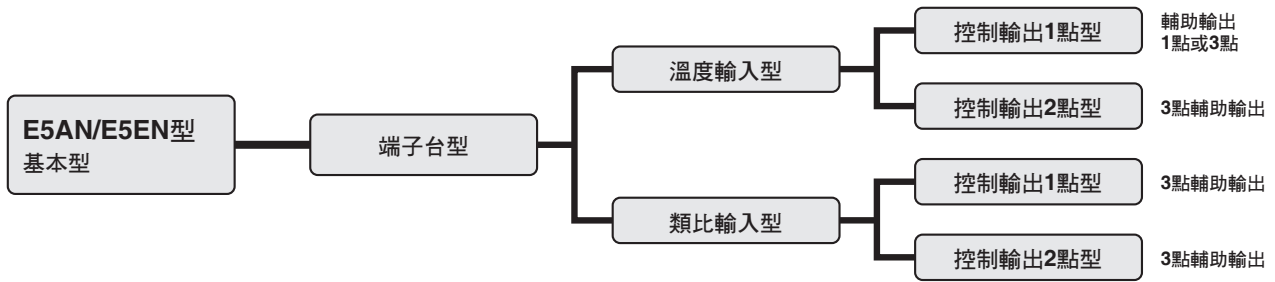 E5AN/E5EN型
基本型
端子台型
溫度輸入型
控制輸出1點型
輔助輸出
1點或3點
控制輸出2點型
3點輔助輸出
類比輸入型
控制輸出1點型
3點輔助輸出
控制輸出2點型
3點輔助輸出